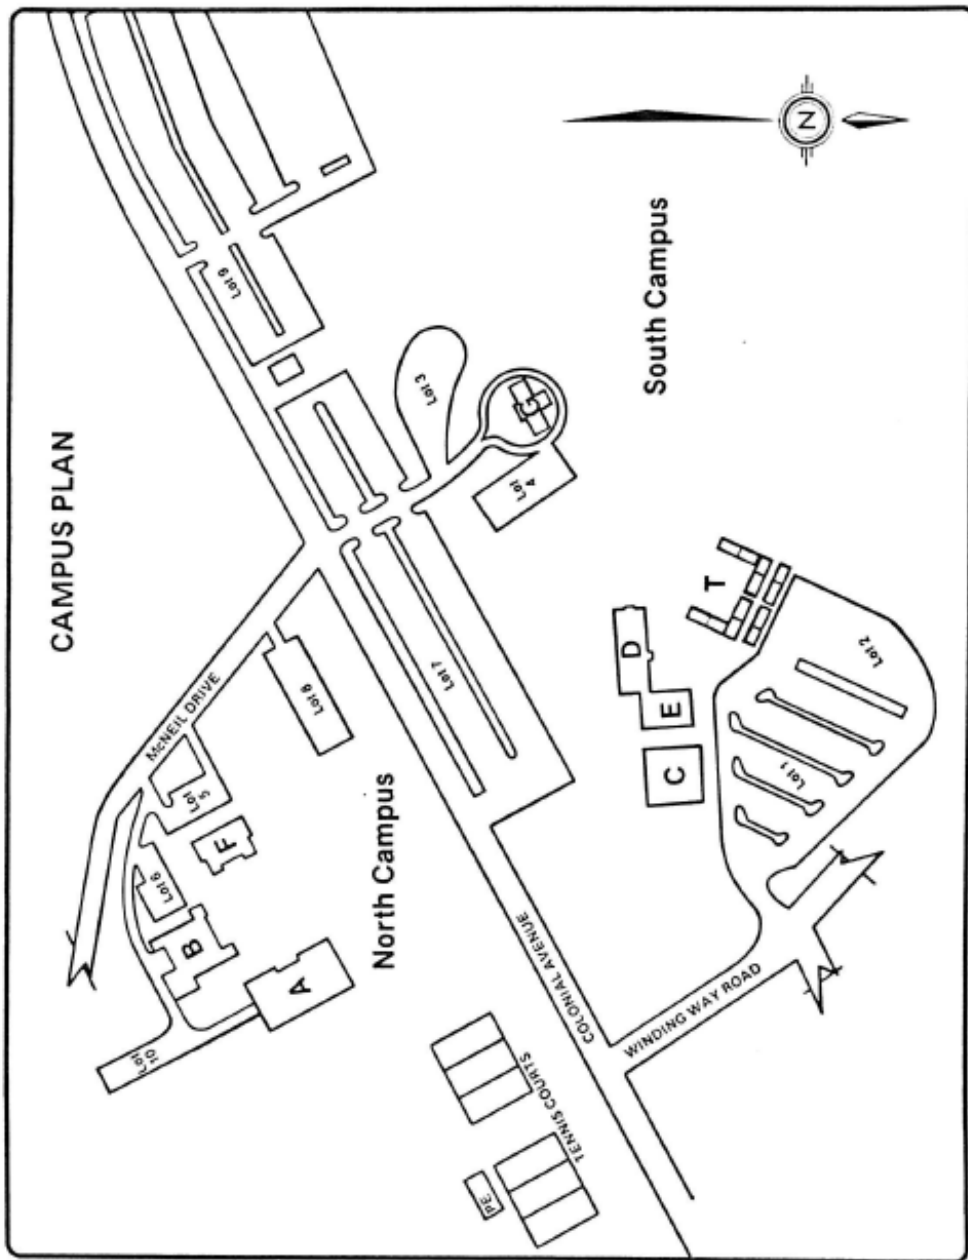 CAMPUS PLAN
N
McNEIL DRIVE
Lot 10
Lot 6
Lot 5
Lot 8
Lot 9
B
F
A
North Campus
Lot 7
Lot 3
Lot 4
G
South Campus
COLONIAL AVENUE
TENNIS COURTS
PE
WINDING WAY ROAD
C
E
D
T
Lot 1
Lot 2